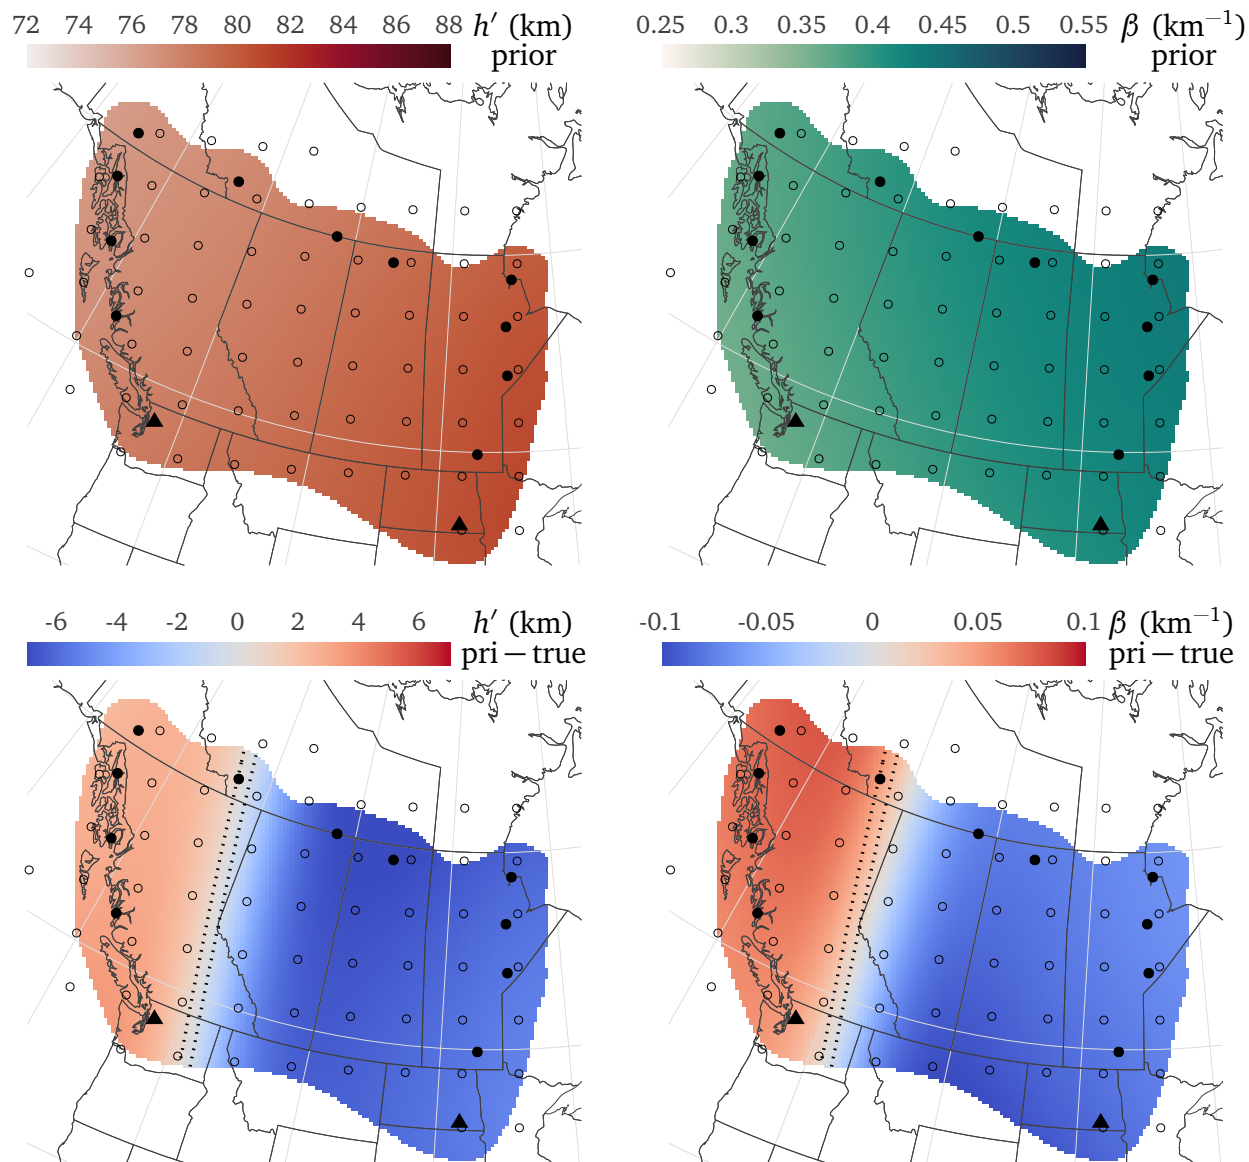 72 74 76 78 80 82 84 86 88 h′ (km)
prior
0.25 0.3 0.35 0.4 0.45 0.5 0.55 β (km⁻¹)
prior
-6 -4 -2 0 2 4 6 h′ (km)
pri – true
-0.1 -0.05 0 0.05 0.1 β (km⁻¹)
pri – true